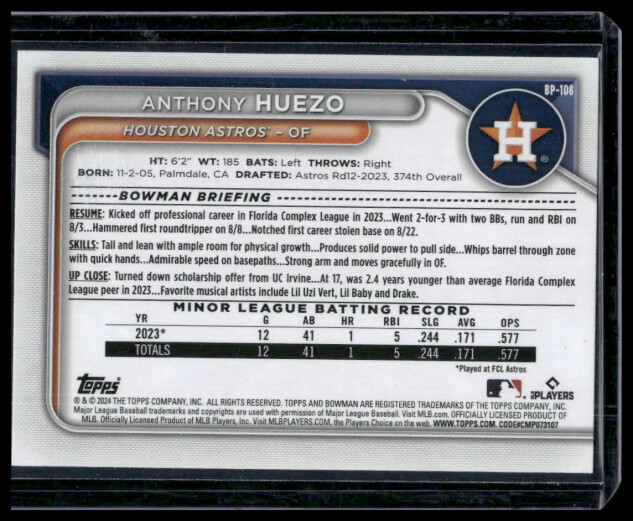 BP-108
ANTHONY HUEZO
HOUSTON ASTROS™ – OF
H
®
HT: 6'2" WT: 185 BATS: Left THROWS: Right
BORN: 11-2-05, Palmdale, CA DRAFTED: Astros Rd12-2023, 374th Overall
BOWMAN BRIEFING
RESUME: Kicked off professional career in Florida Complex League in 2023...Went 2-for-3 with two BBs, run and RBI on
8/3...Hammered first roundtripper on 8/8...Notched first career stolen base on 8/22.
SKILLS: Tall and lean with ample room for physical growth...Produces solid power to pull side...Whips barrel through zone
with quick hands...Admirable speed on basepaths...Strong arm and moves gracefully in OF.
UP CLOSE: Turned down scholarship offer from UC Irvine...At 17, was 2.4 years younger than average Florida Complex
League peer in 2023...Favorite musical artists include Lil Uzi Vert, Lil Baby and Drake.
MINOR LEAGUE BATTING RECORD
YR G AB HR RBI SLG AVG OPS
2023* 12 41 1 5 .244 .171 .577
TOTALS 12 41 1 5 .244 .171 .577
*Played at FCL Astros
Topps
MLB PLAYERS
® & © 2024 THE TOPPS COMPANY, INC. ALL RIGHTS RESERVED. TOPPS AND BOWMAN ARE REGISTERED TRADEMARKS OF THE TOPPS COMPANY, INC.
Major League Baseball trademarks and copyrights are used with permission of Major League Baseball. Visit MLB.com. OFFICIALLY LICENSED PRODUCT OF
MLB. Officially Licensed Product of MLB Players, Inc. Visit MLBPLAYERS.COM, the Players Choice on the web. WWW.TOPPS.COM. CODE#CMP073107